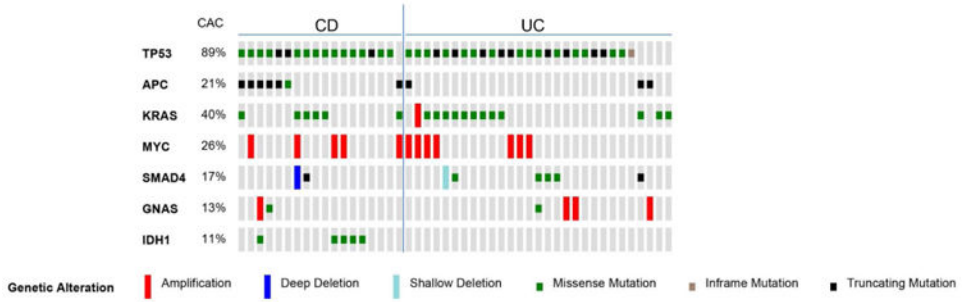 CAC CD UC
TP53 89%
APC 21%
KRAS 40%
MYC 26%
SMAD4 17%
GNAS 13%
IDH1 11%
Genetic Alteration Amplification Deep Deletion Shallow Deletion Missense Mutation Inframe Mutation Truncating Mutation